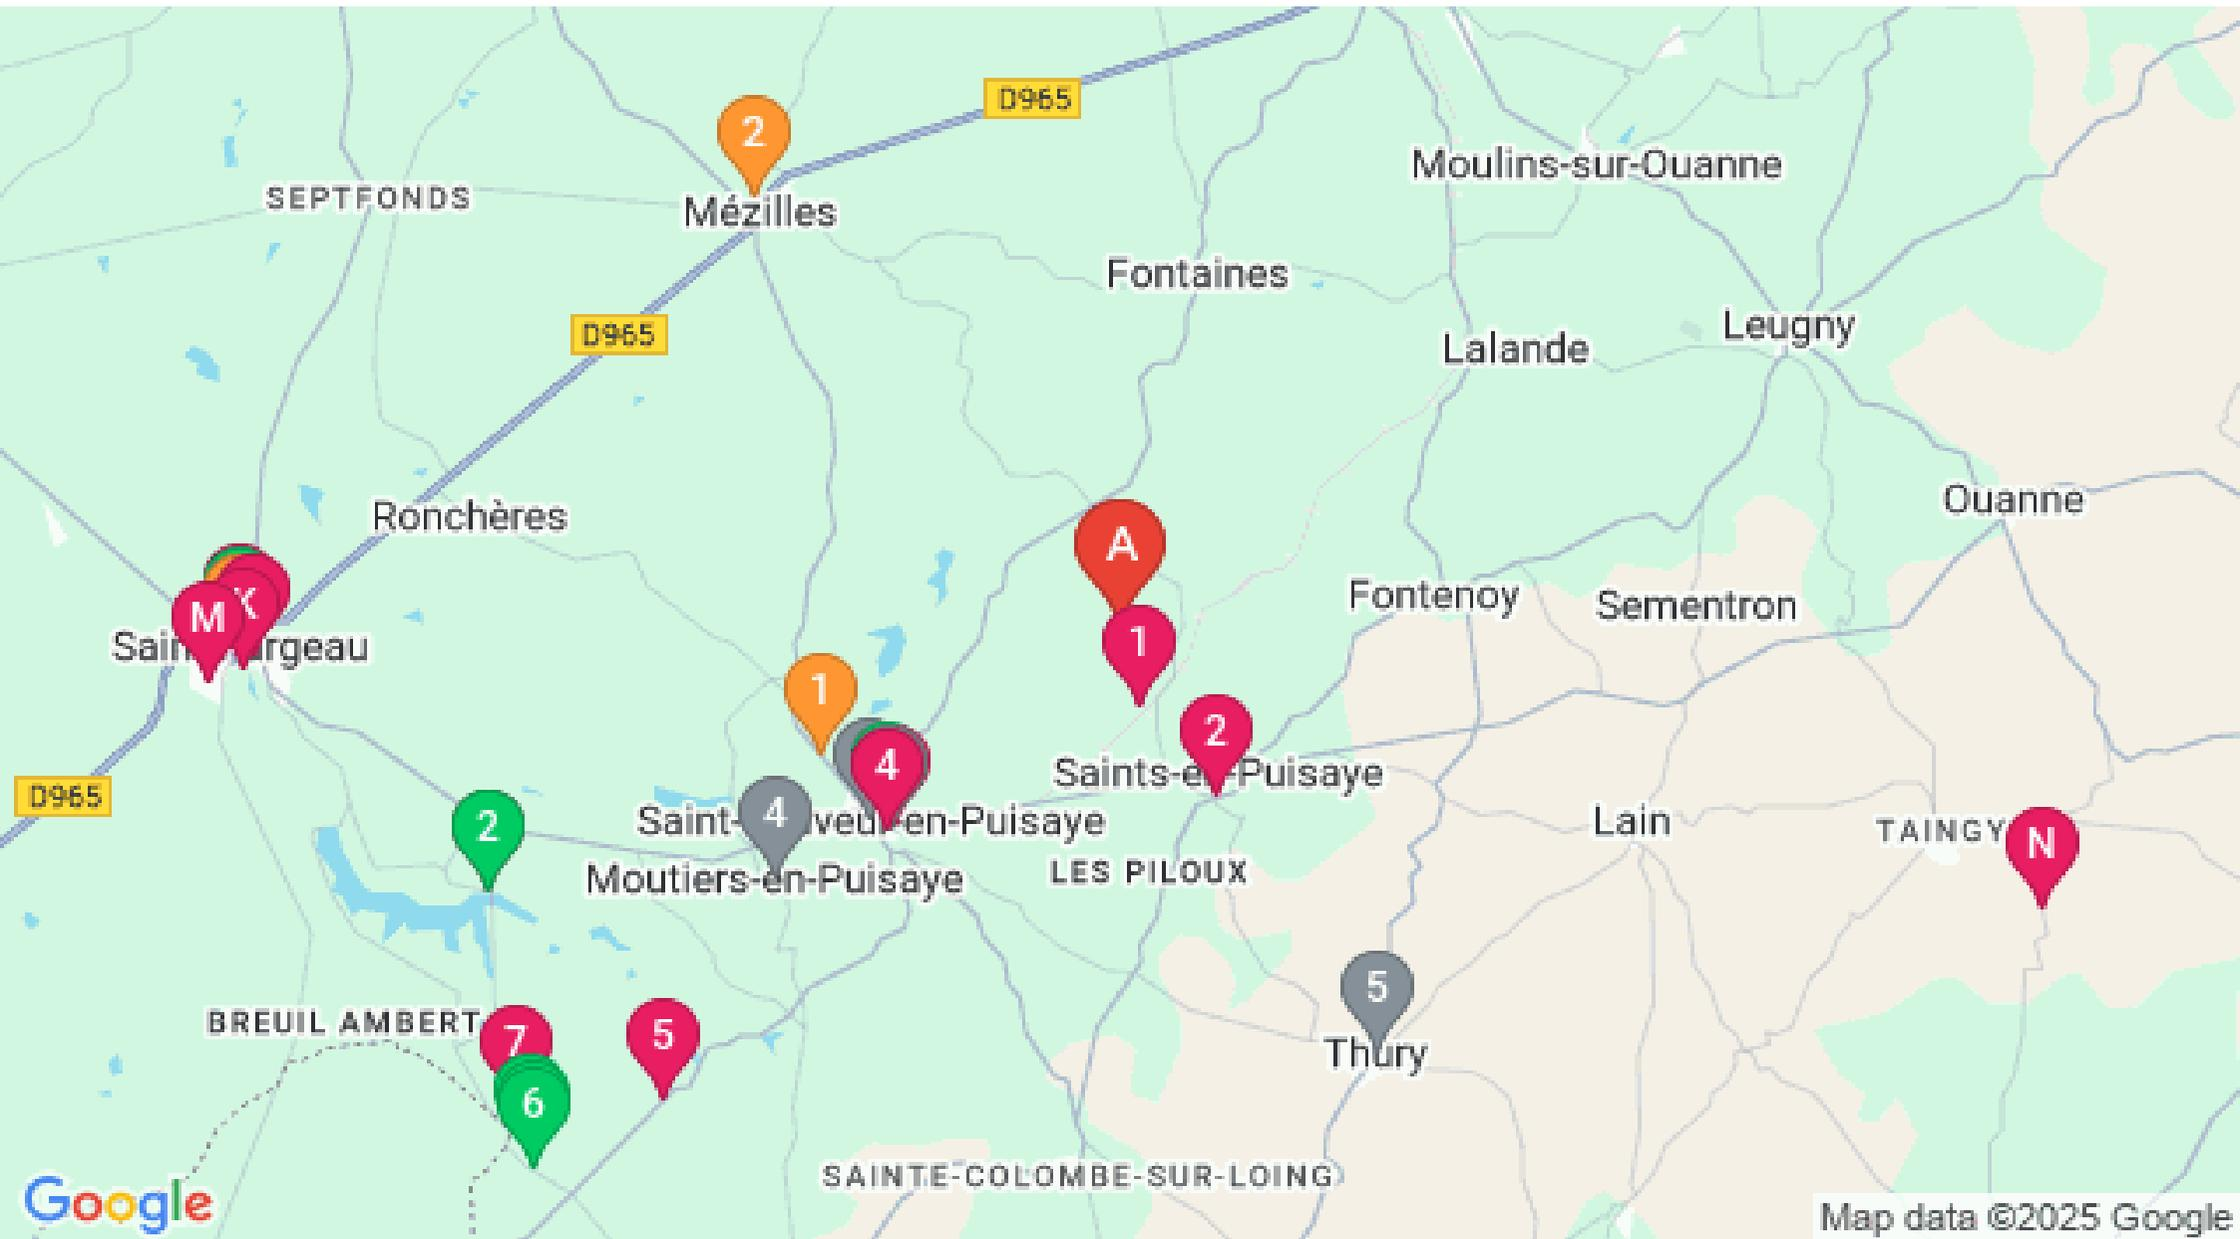 D965
2
Moulins-sur-Ouanne
SEPTFONDS
Mézilles
Fontaines
D965
Leugny
Lalande
Ronchères
Ouanne
A
Fontenoy
Sementron
M
K
1
1
2
4
Saints-en-Puisaye
D965
2
4
Lain
TAINGY
N
Moutiers-en-Puisaye
LES PILOUX
5
BREUIL AMBERT
7
5
Thury
6
SAINTE-COLOMBE-SUR-LOING
Google
Map data ©2025 Google